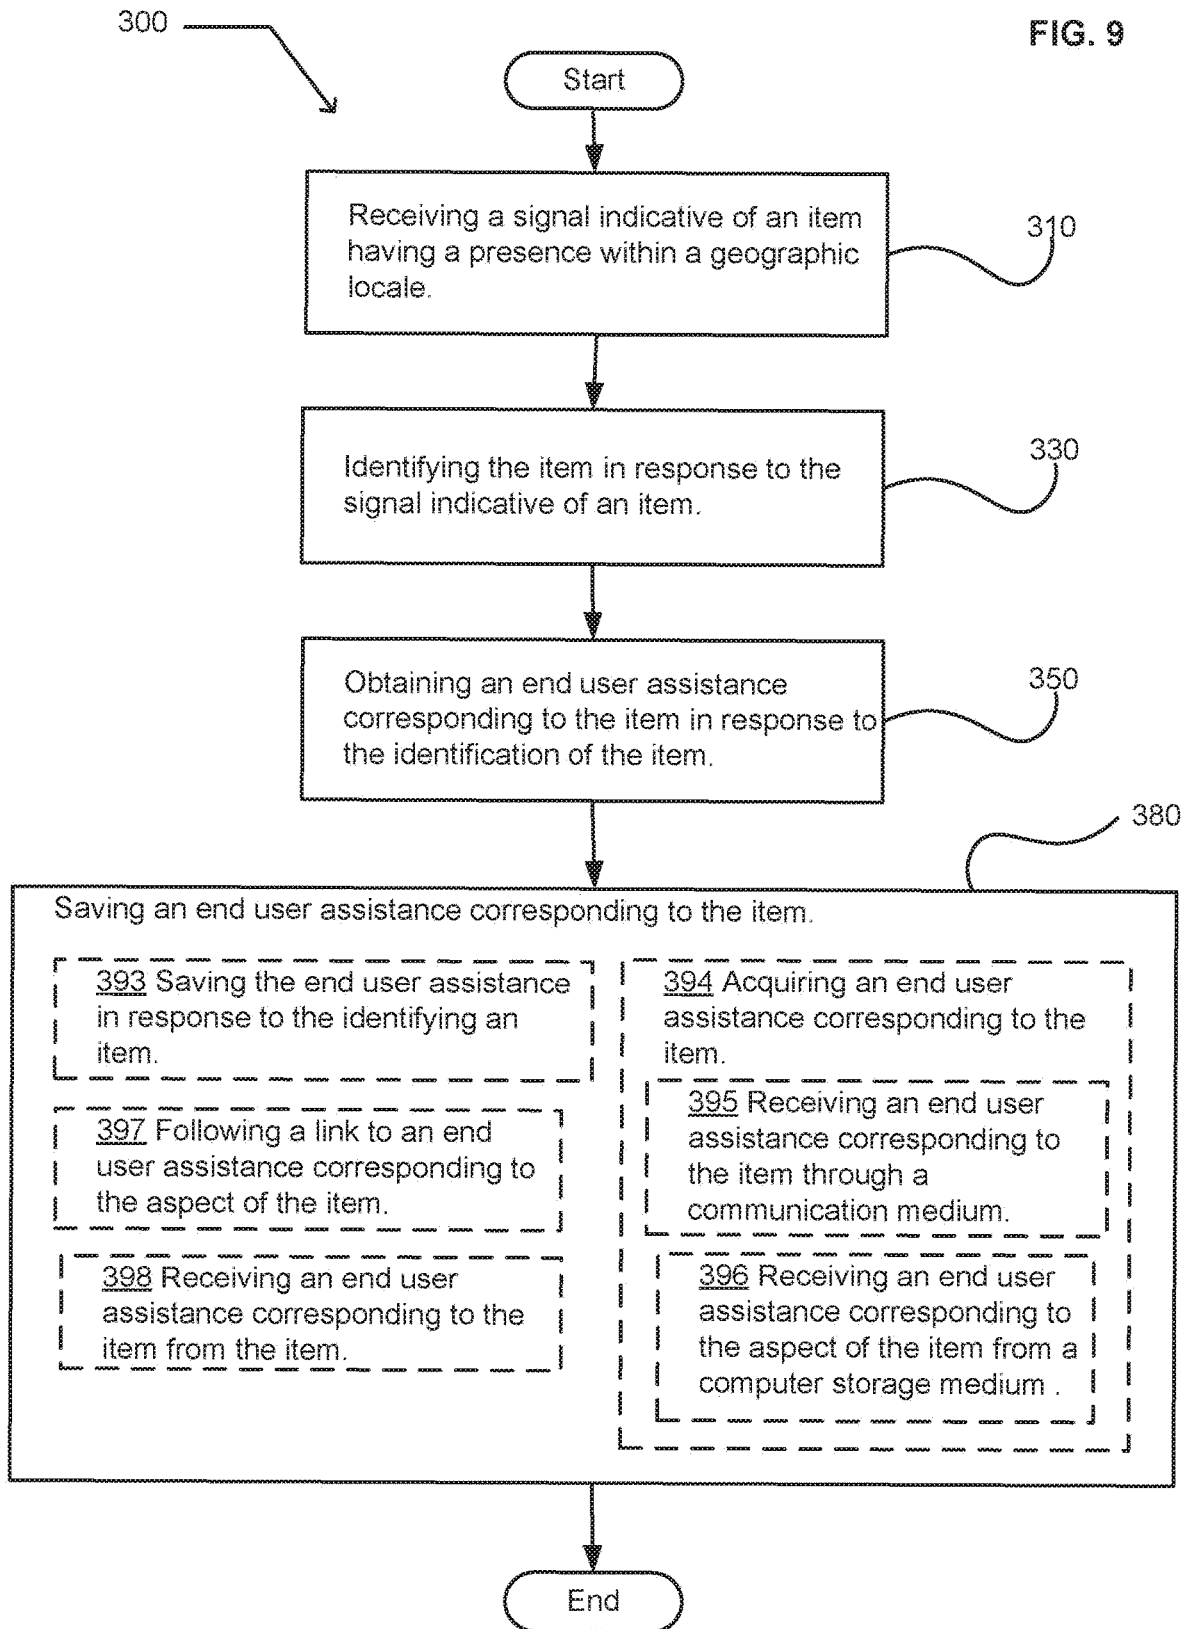 300
FIG. 9
Start
Receiving a signal indicative of an item
having a presence within a geographic
locale.
310
Identifying the item in response to the
signal indicative of an item.
330
Obtaining an end user assistance
corresponding to the item in response to
the identification of the item.
350
380
Saving an end user assistance corresponding to the item.
393 Saving the end user assistance
in response to the identifying an
item.
397 Following a link to an end
user assistance corresponding to
the aspect of the item.
398 Receiving an end user
assistance corresponding to the
item from the item.
394 Acquiring an end user
assistance corresponding to the
item.
395 Receiving an end user
assistance corresponding to
the item through a
communication medium.
396 Receiving an end user
assistance corresponding to
the aspect of the item from a
computer storage medium .
End